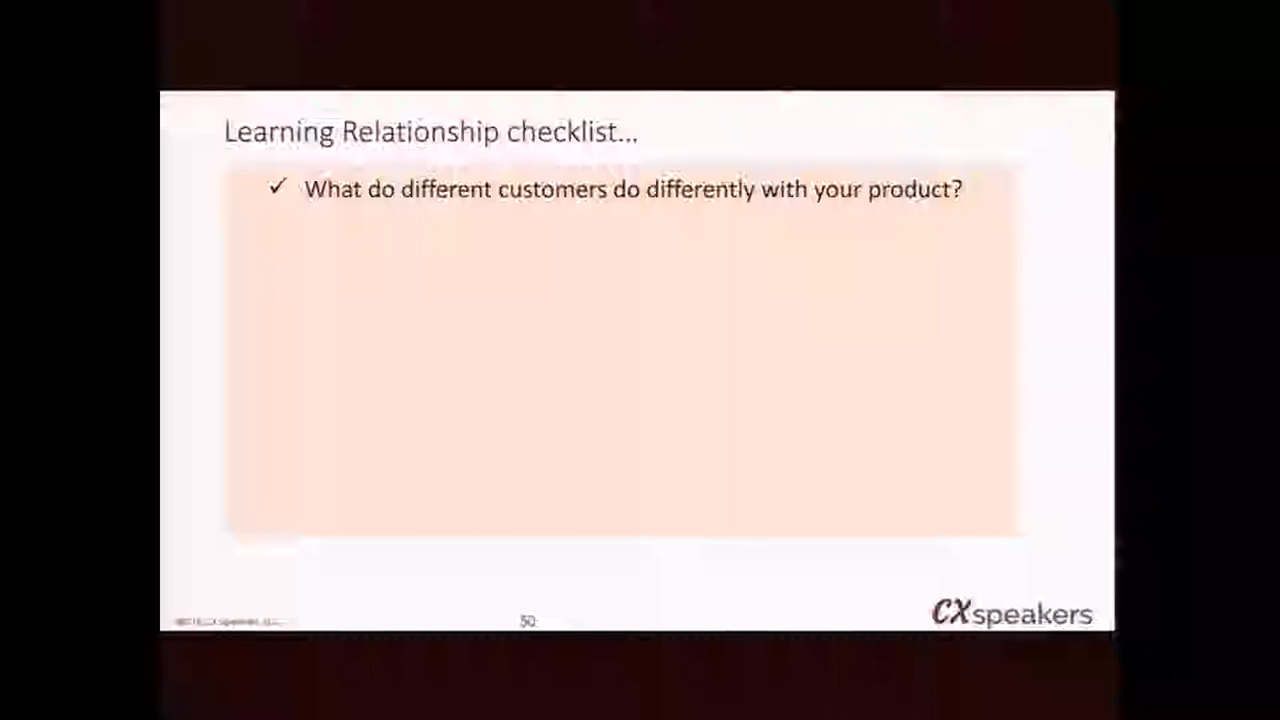 Learning Relationship checklist...
✓ What do different customers do differently with your product?
50
CXspeakers